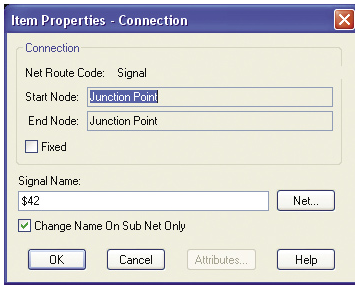 Item Properties - Connection
Connection
Net Route Code: Signal
Start Node: Junction Point
End Node: Junction Point
Fixed
Signal Name:
$42 Net...
Change Name On Sub Net Only
OK Cancel Attributes... Help